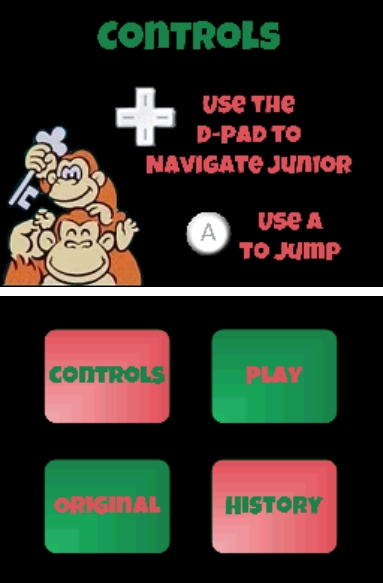 CONTROLS
USE THE
D-PAD TO
NAVIGATE JUNIOR
A
USE A
TO JUMP
CONTROLS
PLAY
ORIGINAL
HISTORY